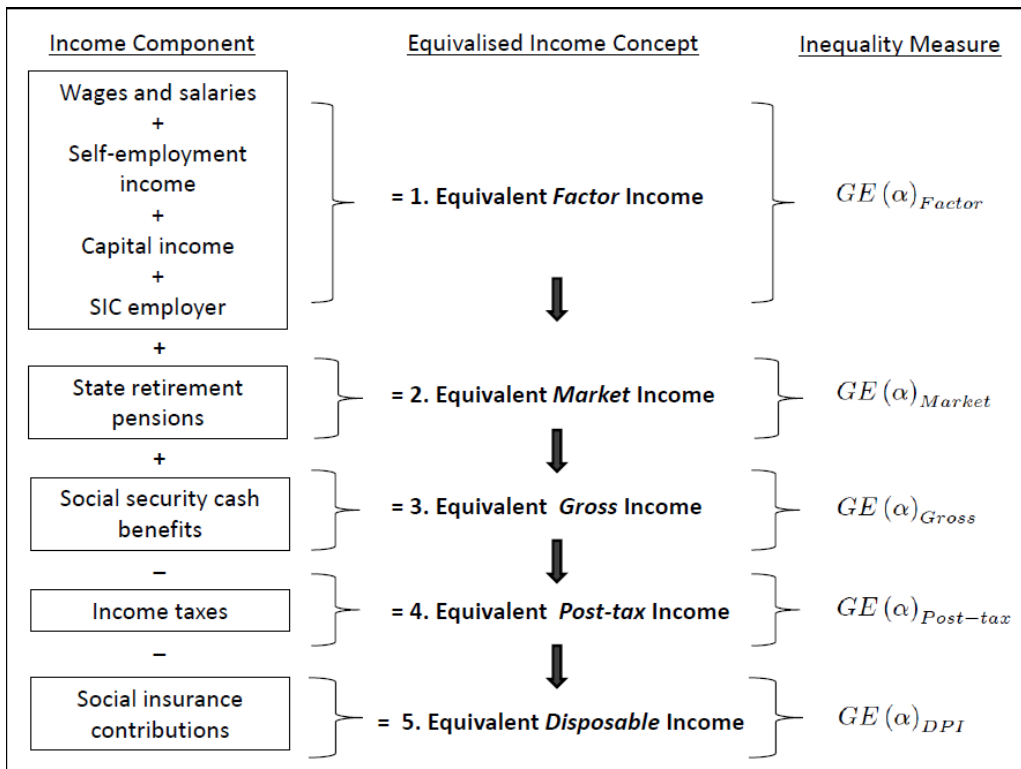 Income Component Equivalised Income Concept Inequality Measure
Wages and salaries
+
Self-employment
income
+
Capital income
+
SIC employer
= 1. Equivalent Factor Income
GE (α)Factor
+
State retirement
pensions
= 2. Equivalent Market Income
GE (α)Market
+
Social security cash
benefits
= 3. Equivalent Gross Income
GE (α)Gross
–
Income taxes
= 4. Equivalent Post-tax Income
GE (α)Post−tax
–
Social insurance
contributions
= 5. Equivalent Disposable Income
GE (α)DPI